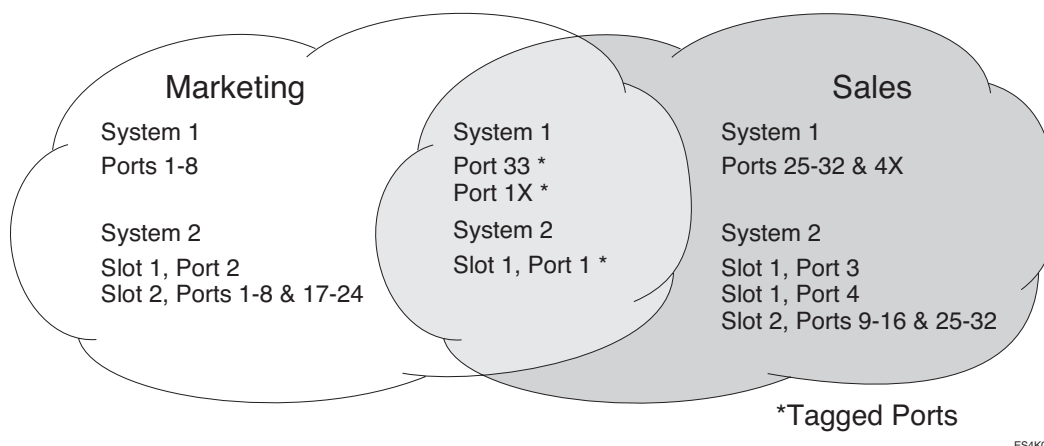 Marketing
System 1
Ports 1-8
System 2
Slot 1, Port 2
Slot 2, Ports 1-8 & 17-24
System 1
Port 33 *
Port 1X *
System 2
Slot 1, Port 1 *
Sales
System 1
Ports 25-32 & 4X
System 2
Slot 1, Port 3
Slot 1, Port 4
Slot 2, Ports 9-16 & 25-32
*Tagged Ports